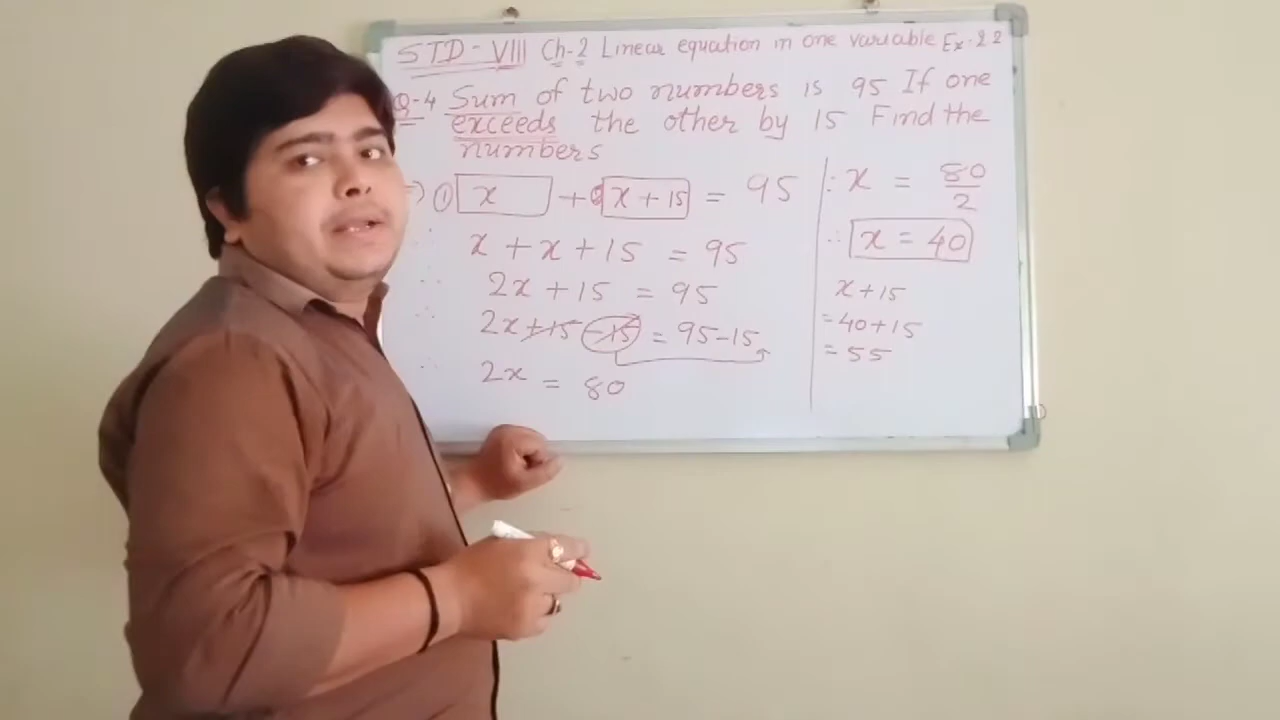 STD - VIII Ch-2 Linear equation in one variable Ex. 2.2
Q-4 Sum of two numbers is 95 If one
exceeds the other by 15 Find the
numbers
⇒ ① x + ② x + 15 = 95
∴ x + x + 15 = 95
∴ 2x + 15 = 95
∴ 2x + 15 - 15 = 95 - 15
∴ 2x = 80
∴ x = 80/2
∴ x = 40
x + 15
= 40 + 15
= 55